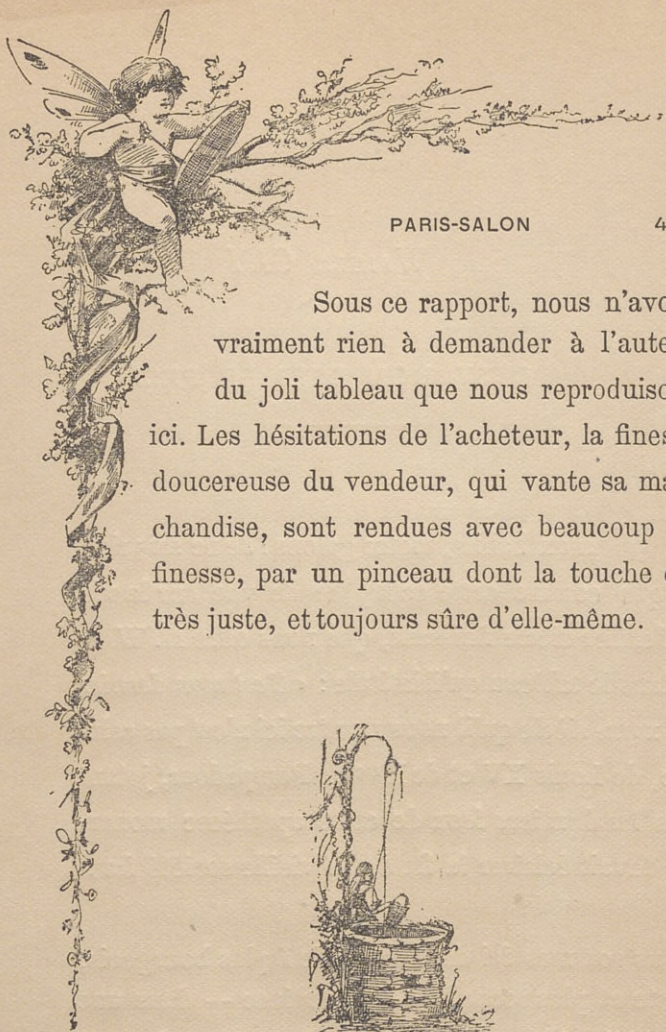 PARIS-SALON 4
Sous ce rapport, nous n'avo
vraiment rien à demander à l'aute
du joli tableau que nous reproduiso
ici. Les hésitations de l'acheteur, la fines
doucereuse du vendeur, qui vante sa ma
chandise, sont rendues avec beaucoup
finesse, par un pinceau dont la touche e
très juste, et toujours sûre d'elle-même.